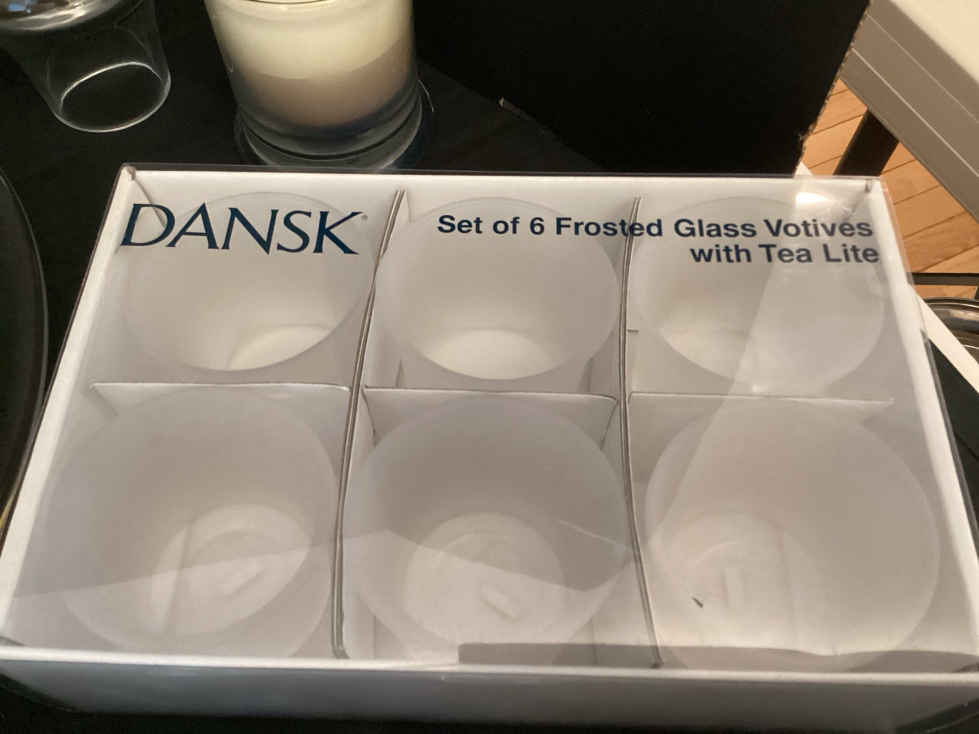 DANSK
Set of 6 Frosted Glass Votives
with Tea Lite